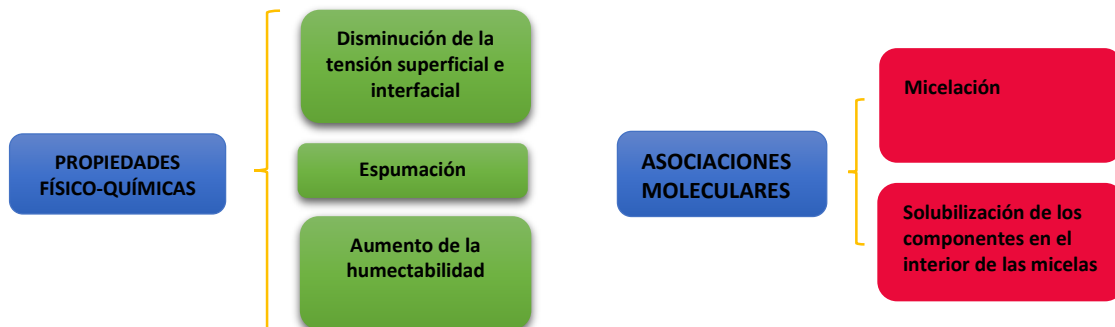 PROPIEDADES
FÍSICO-QUÍMICAS
Disminución de la
tensión superficial e
interfacial
Espumación
Aumento de la
humectabilidad
ASOCIACIONES
MOLECULARES
Micelación
Solubilización de los
componentes en el
interior de las micelas